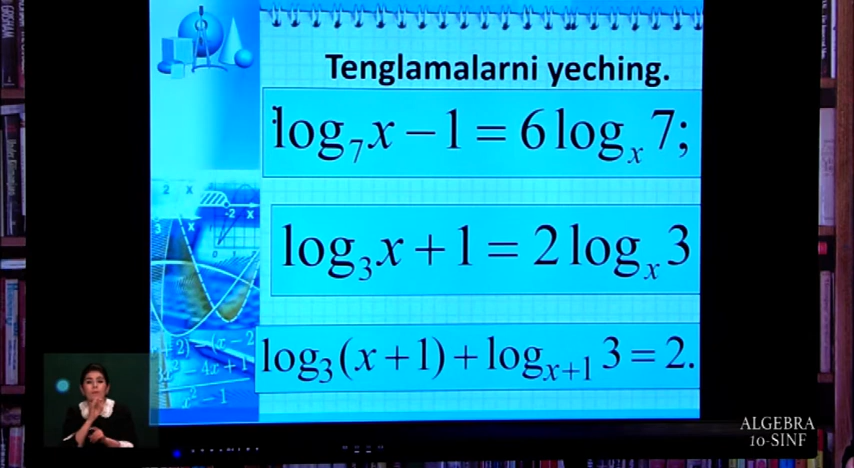 Tenglamalarni yeching.
log₇x − 1 = 6 logₓ 7;
log₃x + 1 = 2 logₓ 3
log₃(x + 1) + logₓ₊₁ 3 = 2.
ALGEBRA
10-SINF